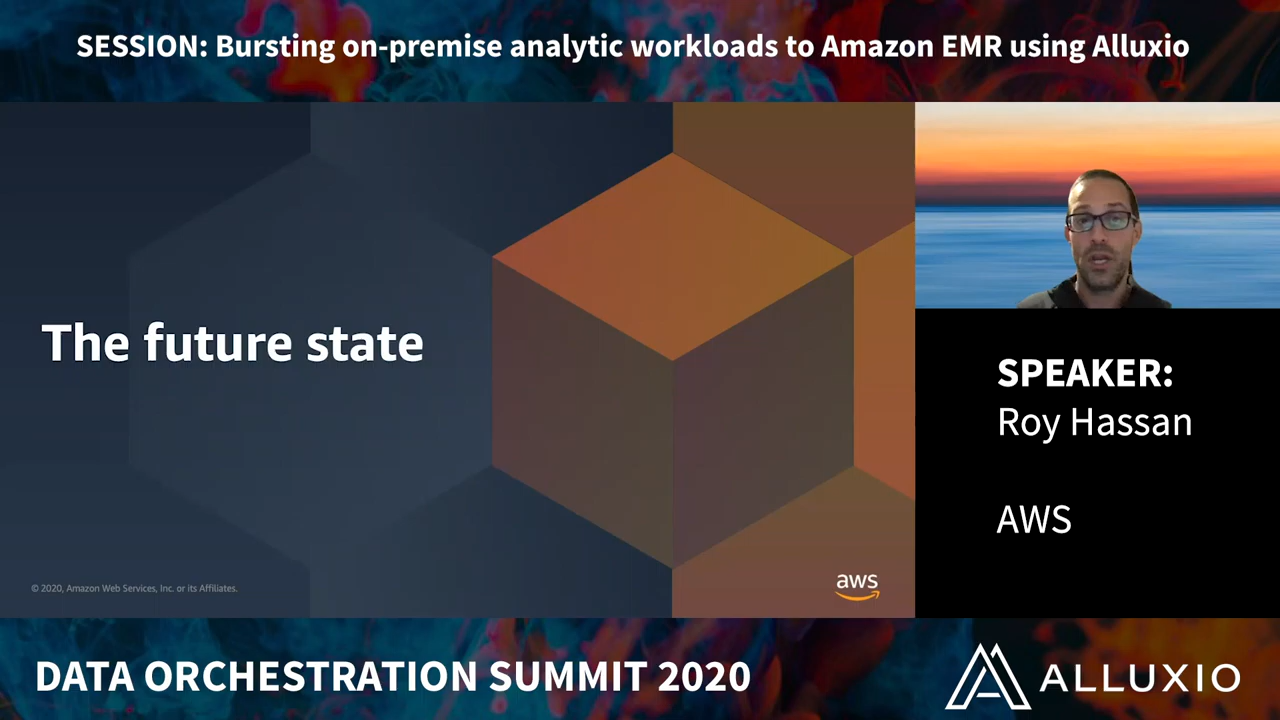 SESSION: Bursting on-premise analytic workloads to Amazon EMR using Alluxio
The future state
© 2020, Amazon Web Services, Inc. or its Affiliates.
aws
SPEAKER:
Roy Hassan
AWS
DATA ORCHESTRATION SUMMIT 2020
ALLUXIO